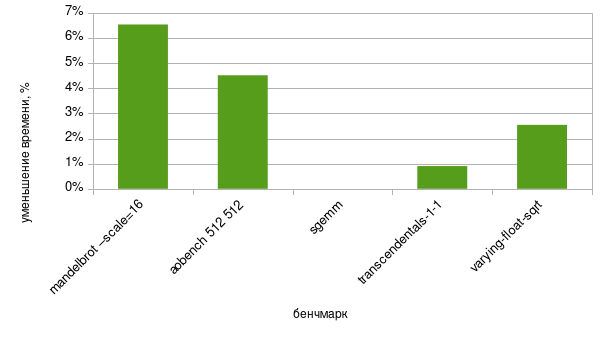 7%
6%
5%
4%
3%
2%
1%
0%
уменьшение времени, %
mandelbrot –scale=16
aobench 512 512
sgemm
transcendentals-1-1
varying-float-sqrt
бенчмарк